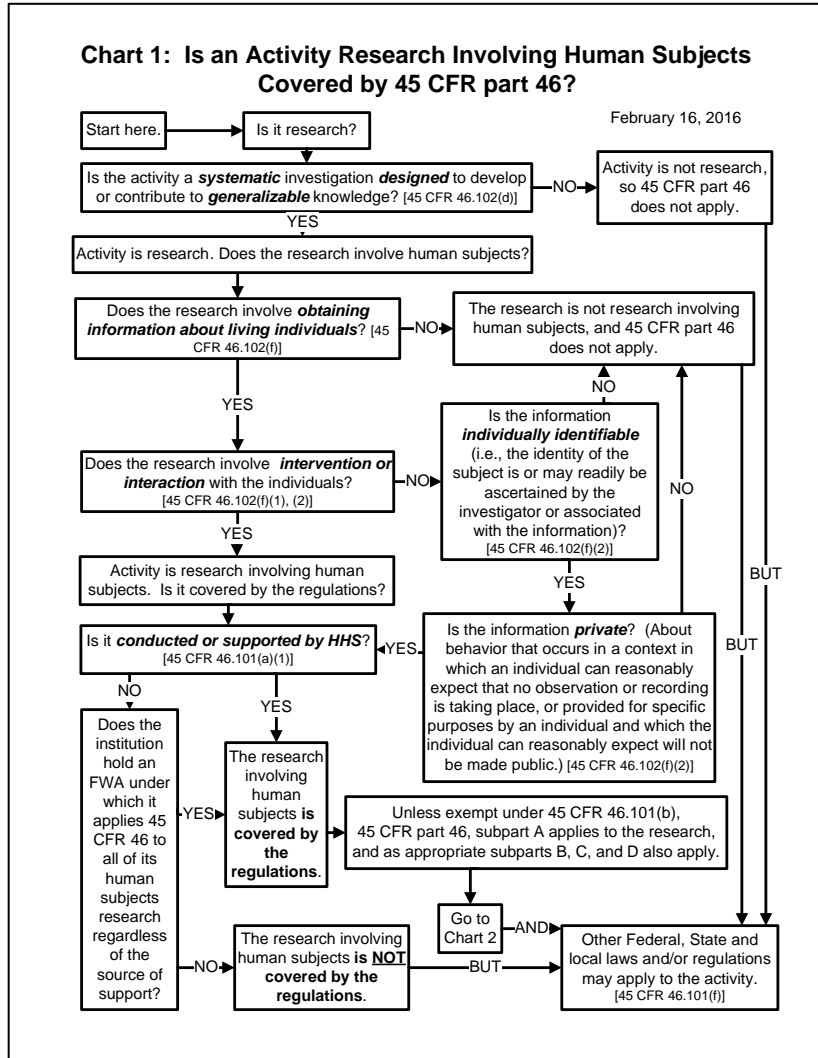 Chart 1:  Is an Activity Research Involving Human Subjects
Covered by 45 CFR part 46?
February 16, 2016
Start here.
Is it research?
Is the activity a systematic investigation designed to develop
or contribute to generalizable knowledge? [45 CFR 46.102(d)]
NO
Activity is not research,
so 45 CFR part 46
does not apply.
YES
Activity is research. Does the research involve human subjects?
Does the research involve obtaining
information about living individuals? [45
CFR 46.102(f)]
NO
The research is not research involving
human subjects, and 45 CFR part 46
does not apply.
YES
NO
Is the information
individually identifiable
(i.e., the identity of the
subject is or may readily be
ascertained by the
investigator or associated
with the information)?
[45 CFR 46.102(f)(2)]
NO
Does the research involve intervention or
interaction with the individuals?
[45 CFR 46.102(f)(1), (2)]
NO
YES
YES
BUT
Activity is research involving human
subjects.  Is it covered by the regulations?
Is it conducted or supported by HHS?
[45 CFR 46.101(a)(1)]
YES
Is the information private?  (About
behavior that occurs in a context in
which an individual can reasonably
expect that no observation or recording
is taking place, or provided for specific
purposes by an individual and which the
individual can reasonably expect will not
be made public.) [45 CFR 46.102(f)(2)]
BUT
NO
YES
Does the
institution
hold an
FWA under
which it
applies 45
CFR 46 to
all of its
human
subjects
research
regardless
of the
source of
support?
YES
The research
involving
human
subjects is
covered by
the
regulations.
Unless exempt under 45 CFR 46.101(b),
45 CFR part 46, subpart A applies to the research,
and as appropriate subparts B, C, and D also apply.
Go to
Chart 2
AND
NO
The research involving
human subjects is NOT
covered by the
regulations.
BUT
Other Federal, State and
local laws and/or regulations
may apply to the activity.
[45 CFR 46.101(f)]